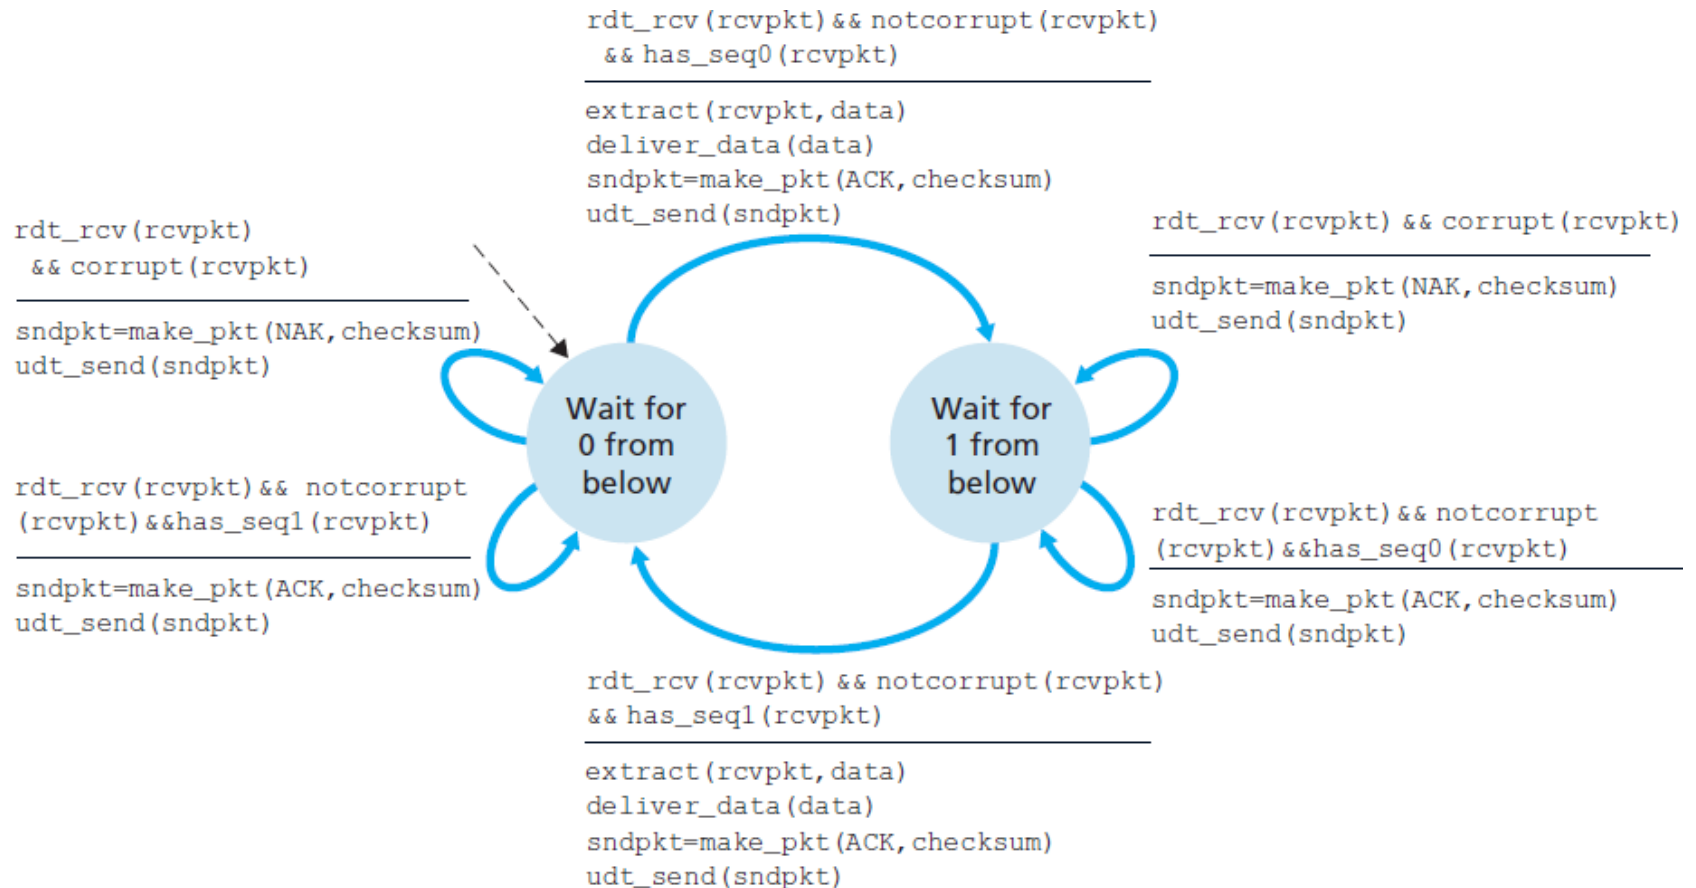 rdt_rcv(rcvpkt) && notcorrupt(rcvpkt)
&& has_seq0(rcvpkt)
extract(rcvpkt,data)
deliver_data(data)
sndpkt=make_pkt(ACK,checksum)
udt_send(sndpkt)
rdt_rcv(rcvpkt)
&& corrupt(rcvpkt)
sndpkt=make_pkt(NAK,checksum)
udt_send(sndpkt)
rdt_rcv(rcvpkt) && corrupt(rcvpkt)
sndpkt=make_pkt(NAK,checksum)
udt_send(sndpkt)
Wait for
0 from
below
Wait for
1 from
below
rdt_rcv(rcvpkt)&& notcorrupt
(rcvpkt)&&has_seq1(rcvpkt)
sndpkt=make_pkt(ACK,checksum)
udt_send(sndpkt)
rdt_rcv(rcvpkt)&& notcorrupt
(rcvpkt)&&has_seq0(rcvpkt)
sndpkt=make_pkt(ACK,checksum)
udt_send(sndpkt)
rdt_rcv(rcvpkt) && notcorrupt(rcvpkt)
&& has_seq1(rcvpkt)
extract(rcvpkt,data)
deliver_data(data)
sndpkt=make_pkt(ACK,checksum)
udt_send(sndpkt)